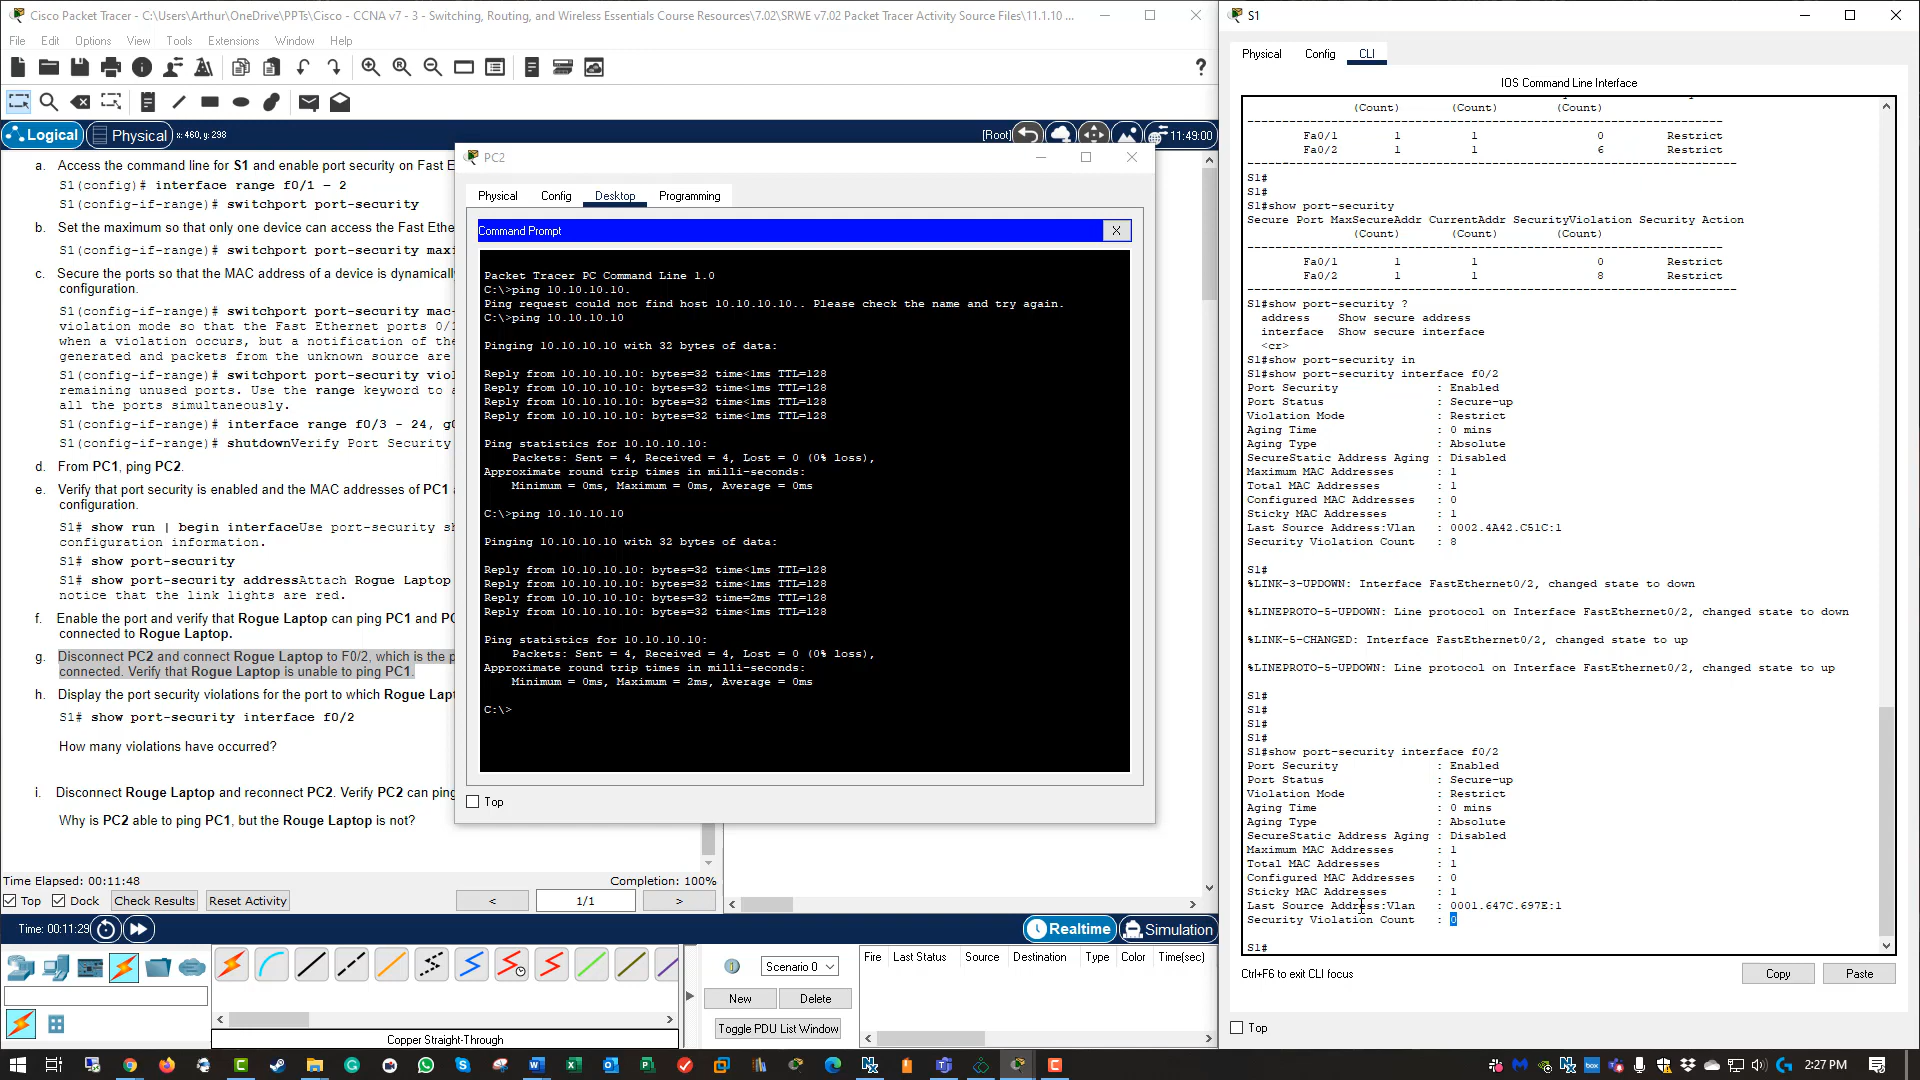 Cisco Packet Tracer - C:\Users\Arthur\OneDrive\PPTs\Cisco - CCNA v7 - 3 - Switching, Routing, and Wireless Essentials Course Resources\7.02\SRWE v7.02 Packet Tracer Activity Source Files\11.1.10 ...
File Edit Options View Tools Extensions Window Help
Logical Physical x: 460, y: 298 [Root] 11:49:00
a. Access the command line for S1 and enable port security on Fast E
S1(config)# interface range f0/1 – 2
S1(config-if-range)# switchport port-security
b. Set the maximum so that only one device can access the Fast Ethe
S1(config-if-range)# switchport port-security maxi
c. Secure the ports so that the MAC address of a device is dynamically
configuration.
S1(config-if-range)# switchport port-security mac-
violation mode so that the Fast Ethernet ports 0/1
when a violation occurs, but a notification of the
generated and packets from the unknown source are
S1(config-if-range)# switchport port-security viol
remaining unused ports. Use the range keyword to a
all the ports simultaneously.
S1(config-if-range)# interface range f0/3 - 24, g0
S1(config-if-range)# shutdownVerify Port Security
d. From PC1, ping PC2.
e. Verify that port security is enabled and the MAC addresses of PC1 a
configuration.
S1# show run | begin interfaceUse port-security sh
configuration information.
S1# show port-security
S1# show port-security addressAttach Rogue Laptop
notice that the link lights are red.
f. Enable the port and verify that Rogue Laptop can ping PC1 and PC
connected to Rogue Laptop.
g. Disconnect PC2 and connect Rogue Laptop to F0/2, which is the p
connected. Verify that Rogue Laptop is unable to ping PC1.
h. Display the port security violations for the port to which Rogue Lapt
S1# show port-security interface f0/2
How many violations have occurred?
i. Disconnect Rouge Laptop and reconnect PC2. Verify PC2 can ping
Why is PC2 able to ping PC1, but the Rouge Laptop is not?
Time Elapsed: 00:11:48 Completion: 100%
Top Dock Check Results Reset Activity < 1/1 >
PC2
Physical Config Desktop Programming
Command Prompt X
Packet Tracer PC Command Line 1.0
C:\>ping 10.10.10.10.
Ping request could not find host 10.10.10.10.. Please check the name and try again.
C:\>ping 10.10.10.10
Pinging 10.10.10.10 with 32 bytes of data:
Reply from 10.10.10.10: bytes=32 time<1ms TTL=128
Reply from 10.10.10.10: bytes=32 time<1ms TTL=128
Reply from 10.10.10.10: bytes=32 time<1ms TTL=128
Reply from 10.10.10.10: bytes=32 time<1ms TTL=128
Ping statistics for 10.10.10.10:
Packets: Sent = 4, Received = 4, Lost = 0 (0% loss),
Approximate round trip times in milli-seconds:
Minimum = 0ms, Maximum = 0ms, Average = 0ms
C:\>ping 10.10.10.10
Pinging 10.10.10.10 with 32 bytes of data:
Reply from 10.10.10.10: bytes=32 time<1ms TTL=128
Reply from 10.10.10.10: bytes=32 time<1ms TTL=128
Reply from 10.10.10.10: bytes=32 time=2ms TTL=128
Reply from 10.10.10.10: bytes=32 time<1ms TTL=128
Ping statistics for 10.10.10.10:
Packets: Sent = 4, Received = 4, Lost = 0 (0% loss),
Approximate round trip times in milli-seconds:
Minimum = 0ms, Maximum = 2ms, Average = 0ms
C:\>
Top
Time: 00:11:29 Realtime Simulation
Scenario 0
New Delete
Toggle PDU List Window
Fire Last Status Source Destination Type Color Time(sec)
Copper Straight-Through
S1
Physical Config CLI
IOS Command Line Interface
(Count) (Count) (Count)
---------------------------------------------------------------------
Fa0/1 1 1 0 Restrict
Fa0/2 1 1 6 Restrict
----------------------------------------------------------------------
S1#
S1#
S1#show port-security
Secure Port MaxSecureAddr CurrentAddr SecurityViolation Security Action
(Count) (Count) (Count)
---------------------------------------------------------------------
Fa0/1 1 1 0 Restrict
Fa0/2 1 1 8 Restrict
----------------------------------------------------------------------
S1#show port-security ?
address Show secure address
interface Show secure interface
<cr>
S1#show port-security in
S1#show port-security interface f0/2
Port Security : Enabled
Port Status : Secure-up
Violation Mode : Restrict
Aging Time : 0 mins
Aging Type : Absolute
SecureStatic Address Aging : Disabled
Maximum MAC Addresses : 1
Total MAC Addresses : 1
Configured MAC Addresses : 0
Sticky MAC Addresses : 1
Last Source Address:Vlan : 0002.4A42.C51C:1
Security Violation Count : 8
S1#
%LINK-3-UPDOWN: Interface FastEthernet0/2, changed state to down
%LINEPROTO-5-UPDOWN: Line protocol on Interface FastEthernet0/2, changed state to down
%LINK-5-CHANGED: Interface FastEthernet0/2, changed state to up
%LINEPROTO-5-UPDOWN: Line protocol on Interface FastEthernet0/2, changed state to up
S1#
S1#
S1#
S1#
S1#show port-security interface f0/2
Port Security : Enabled
Port Status : Secure-up
Violation Mode : Restrict
Aging Time : 0 mins
Aging Type : Absolute
SecureStatic Address Aging : Disabled
Maximum MAC Addresses : 1
Total MAC Addresses : 1
Configured MAC Addresses : 0
Sticky MAC Addresses : 1
Last Source Address:Vlan : 0001.647C.697E:1
Security Violation Count : 0
S1#
Ctrl+F6 to exit CLI focus Copy Paste
Top
2:27 PM